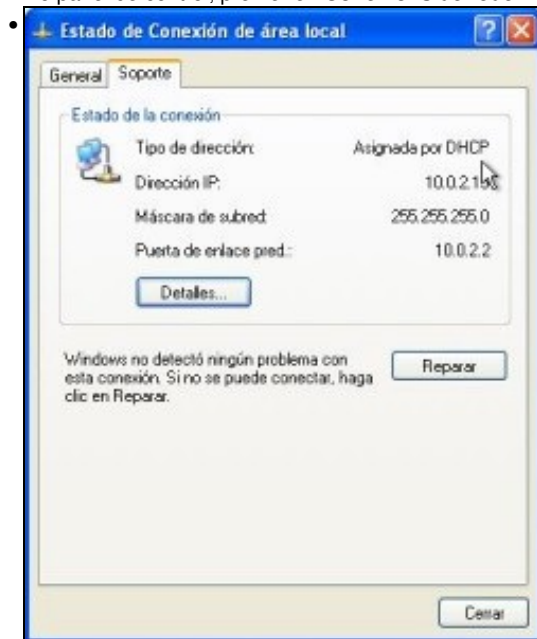 Estado de Conexión de área local
General Soporte
Estado de la conexión
Tipo de dirección: Asignada por DHCP
Dirección IP:
Máscara de subred: 255.255.255.0
Puerta de enlace pred.: 10.0.2.2
Detalles...
Windows no detectó ningún problema con
esta conexión. Si no se puede conectar, haga
clic en Reparar.
Reparar
Cerrar